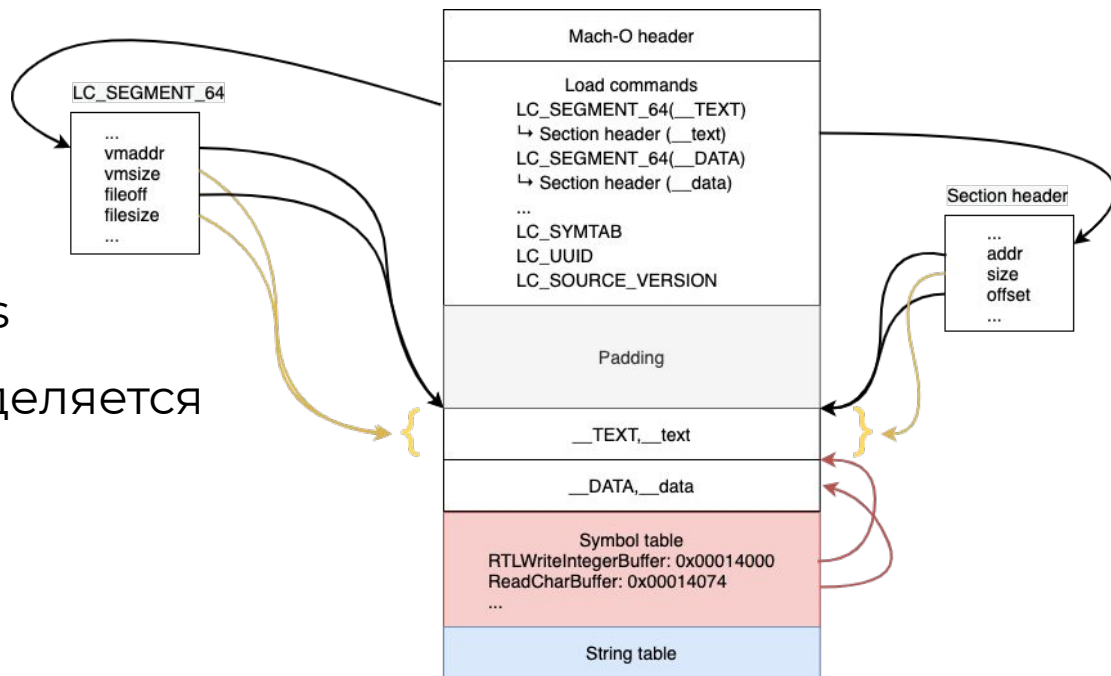 Mach-O header
LC_SEGMENT_64
...
vmaddr
vmsize
fileoff
filesize
...
Load commands
LC_SEGMENT_64(__TEXT)
↳ Section header (__text)
LC_SEGMENT_64(__DATA)
↳ Section header (__data)
...
LC_SYMTAB
LC_UUID
LC_SOURCE_VERSION
Section header
...
addr
size
offset
...
s
деляется
Padding
__TEXT,__text
__DATA,__data
Symbol table
RTLWriteIntegerBuffer: 0x00014000
ReadCharBuffer: 0x00014074
...
String table